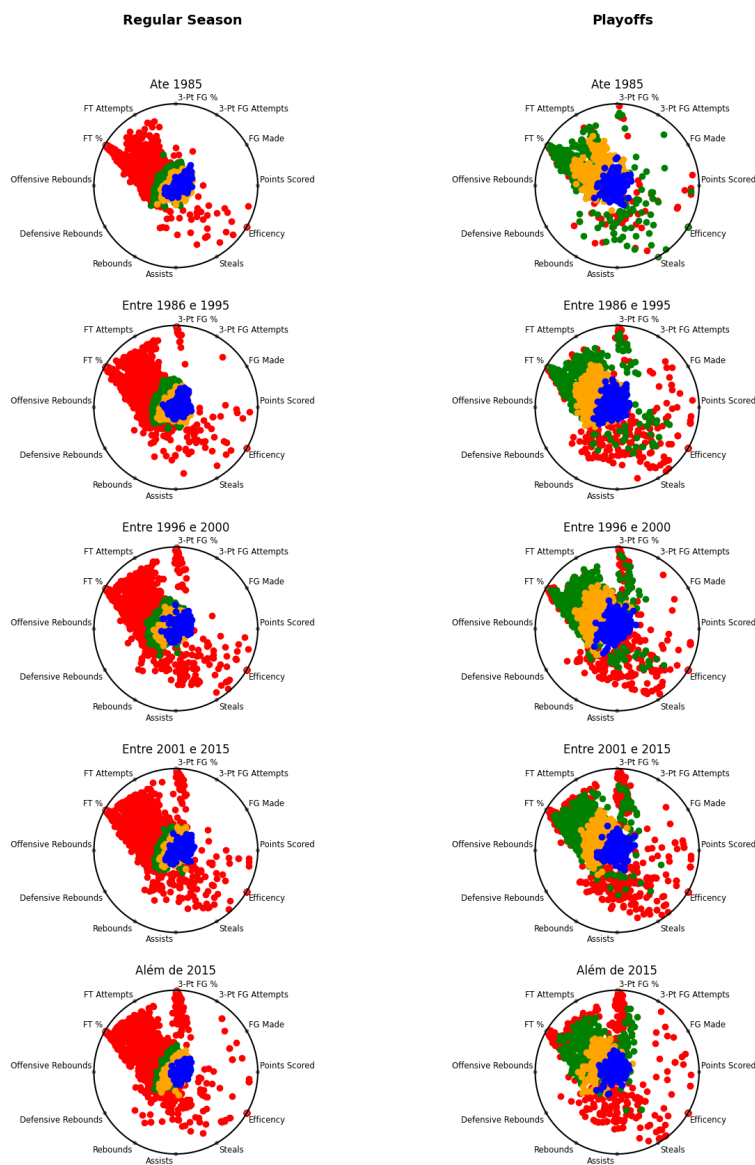 Regular Season
Playoffs
Ate 1985
3-Pt FG %
FT Attempts
3-Pt FG Attempts
FT %
FG Made
Offensive Rebounds
Points Scored
Defensive Rebounds
Efficency
Rebounds
Steals
Assists
Ate 1985
3-Pt FG %
FT Attempts
3-Pt FG Attempts
FT %
FG Made
Offensive Rebounds
Points Scored
Defensive Rebounds
Efficency
Rebounds
Steals
Assists
Entre 1986 e 1995
3-Pt FG %
FT Attempts
3-Pt FG Attempts
FT %
FG Made
Offensive Rebounds
Points Scored
Defensive Rebounds
Efficency
Rebounds
Steals
Assists
Entre 1986 e 1995
3-Pt FG %
FT Attempts
3-Pt FG Attempts
FT %
FG Made
Offensive Rebounds
Points Scored
Defensive Rebounds
Efficency
Rebounds
Steals
Assists
Entre 1996 e 2000
3-Pt FG %
FT Attempts
3-Pt FG Attempts
FT %
FG Made
Offensive Rebounds
Points Scored
Defensive Rebounds
Efficency
Rebounds
Steals
Assists
Entre 1996 e 2000
3-Pt FG %
FT Attempts
3-Pt FG Attempts
FT %
FG Made
Offensive Rebounds
Points Scored
Defensive Rebounds
Efficency
Rebounds
Steals
Assists
Entre 2001 e 2015
3-Pt FG %
FT Attempts
3-Pt FG Attempts
FT %
FG Made
Offensive Rebounds
Points Scored
Defensive Rebounds
Efficency
Rebounds
Steals
Assists
Entre 2001 e 2015
3-Pt FG %
FT Attempts
3-Pt FG Attempts
FT %
FG Made
Offensive Rebounds
Points Scored
Defensive Rebounds
Efficency
Rebounds
Steals
Assists
Além de 2015
3-Pt FG %
FT Attempts
3-Pt FG Attempts
FT %
FG Made
Offensive Rebounds
Points Scored
Defensive Rebounds
Efficency
Rebounds
Steals
Assists
Além de 2015
3-Pt FG %
FT Attempts
3-Pt FG Attempts
FT %
FG Made
Offensive Rebounds
Points Scored
Defensive Rebounds
Efficency
Rebounds
Steals
Assists